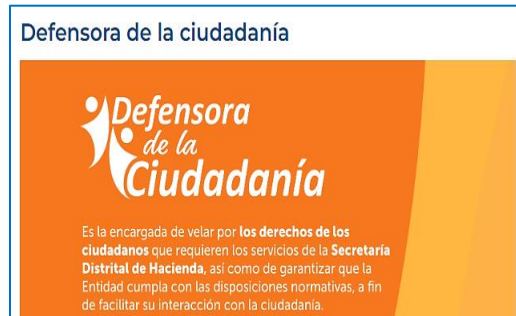 Defensora de la ciudadanía
Defensora
de la
Ciudadanía
Es la encargada de velar por los derechos de los
ciudadanos que requieren los servicios de la Secretaría
Distrital de Hacienda, así como de garantizar que la
Entidad cumpla con las disposiciones normativas, a fin
de facilitar su interacción con la ciudadanía.